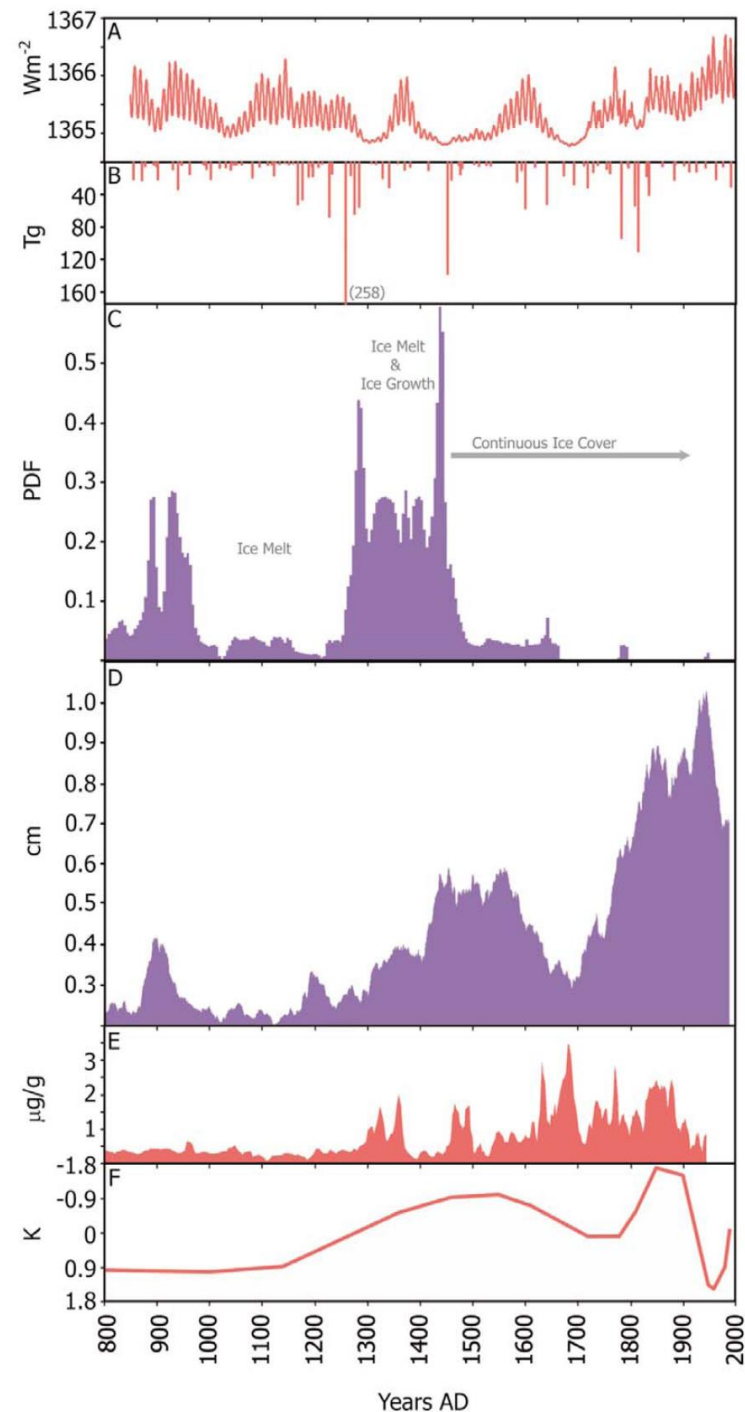 A
1367
1366
1365
Wm-2
B
40
80
120
160
Tg
(258)
C
0.5
0.4
0.3
0.2
0.1
PDF
Ice Melt
&
Ice Growth
Continuous Ice Cover
Ice Melt
D
1.0
0.9
0.8
0.7
0.6
0.5
0.4
0.3
cm
E
3
2
1
µg/g
F
-1.8
-0.9
0
0.9
1.8
K
800 900 1000 1100 1200 1300 1400 1500 1600 1700 1800 1900 2000
Years AD